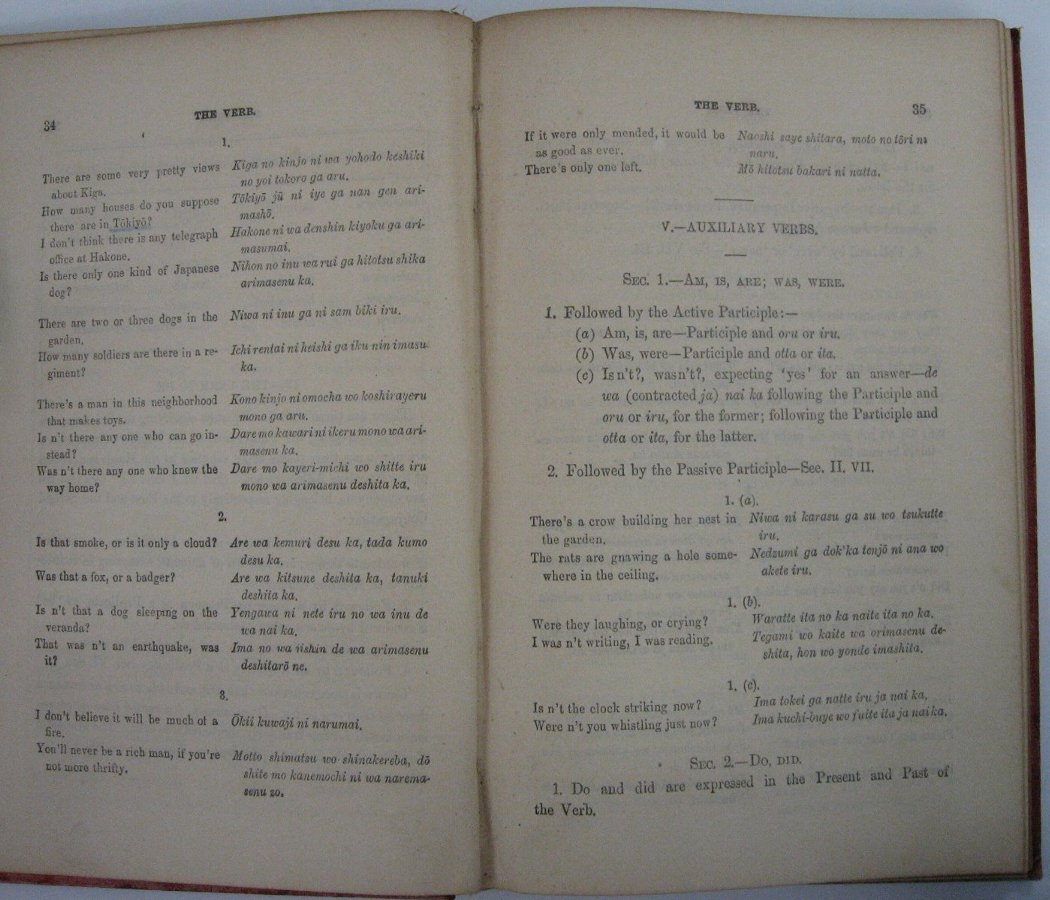 34
THE VERB.
1.
There are some very pretty views
about Kiga.
Kiga no kinjo ni wa yohodo keshiki
no yoi tokoro ga aru.
How many houses do you suppose
there are in Tōkiyō?
Tōkiyō jū ni iye ga nan gen ari-
mashō.
I don't think there is any telegraph
office at Hakone.
Hakone ni wa denshin kiyoku ga ari-
masumai.
Is there only one kind of Japanese
dog?
Nihon no inu wa rui ga hitotsu shika
arimasenu ka.
There are two or three dogs in the
garden.
Niwa ni inu ga ni sam biki iru.
How many soldiers are there in a re-
giment?
Ichi rentai ni heishi ga iku nin imasu
ka.
There's a man in this neighborhood
that makes toys.
Kono kinjo ni omocha wo koshirayeru
mono ga aru.
Is n't there any one who can go in-
stead?
Dare mo kawari ni ikeru mono wa ari-
masenu ka.
Was n't there any one who knew the
way home?
Dare mo kayeri-michi wo shitte iru
mono wa arimasenu deshita ka.
2.
Is that smoke, or is it only a cloud?
Are wa kemuri desu ka, tada kumo
desu ka.
Was that a fox, or a badger?
Are wa kitsune deshita ka, tanuki
deshita ka.
Is n't that a dog sleeping on the
veranda?
Yengawa ni nete iru no wa inu de
wa nai ka.
That was n't an earthquake, was
it?
Ima no wa jishin de wa arimasenu
deshitarō ne.
3.
I don't believe it will be much of a
fire.
Ōkii kuwaji ni narumai.
You'll never be a rich man, if you're
not more thrifty.
Motto shimatsu wo shinakereba, dō
shite mo kanemochi ni wa narema-
senu zo.
THE VERB.
35
If it were only mended, it would be
as good as ever.
Naoshi saye shitara, moto no tōri ni
naru.
There's only one left.
Mō hitotsu bakari ni natta.
V.—AUXILIARY VERBS.
SEC. 1.—AM, IS, ARE; WAS, WERE.
1. Followed by the Active Participle:—
(a) Am, is, are—Participle and oru or iru.
(b) Was, were—Participle and otta or ita.
(c) Isn't?, wasn't?, expecting 'yes' for an answer—de
wa (contracted ja) nai ka following the Participle and
oru or iru, for the former; following the Participle and
otta or ita, for the latter.
2. Followed by the Passive Participle—See. II. VII.
1. (a).
There's a crow building her nest in
the garden.
Niwa ni karasu ga su wo tsukutte
iru.
The rats are gnawing a hole some-
where in the ceiling.
Nedzumi ga dok'ka tenjō ni ana wo
akete iru.
1. (b).
Were they laughing, or crying?
Waratte ita no ka naite ita no ka.
I was n't writing, I was reading.
Tegami wo kaite wa orimasenu de-
shita, hon wo yonde imashita.
1. (c).
Is n't the clock striking now?
Ima tokei ga natte iru ja nai ka.
Were n't you whistling just now?
Ima kuchi-buye wo fuite ita ja nai ka.
SEC. 2.—DO, DID.
1. Do and did are expressed in the Present and Past of
the Verb.